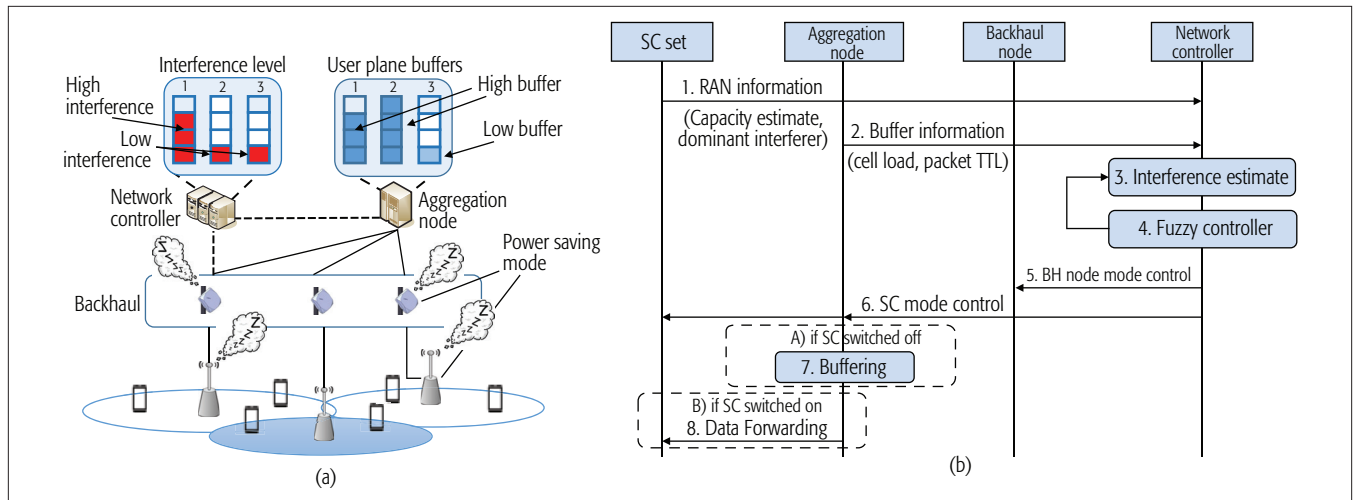 Interference level
1 2 3
High
interference
Low
interference
User plane buffers
1 2 3
High buffer
Low buffer
Network
controller
Aggregation
node
Power saving
mode
Backhaul
Z Z Z
Z Z Z
Z Z Z
Z Z Z
(a)
SC set
Aggregation
node
Backhaul
node
Network
controller
1. RAN information
(Capacity estimate,
dominant interferer)
2. Buffer information
(cell load, packet TTL)
3. Interference estimate
4. Fuzzy controller
5. BH node mode control
6. SC mode control
A) if SC switched off
7. Buffering
B) if SC switched on
8. Data Forwarding
(b)